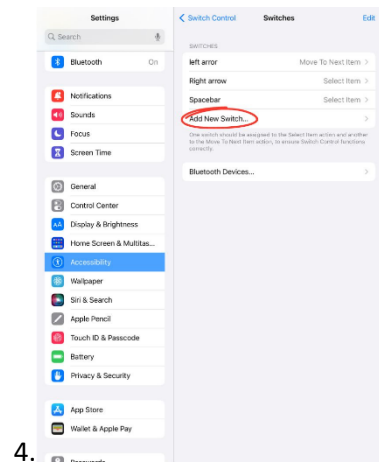 Settings
Search
Bluetooth On
Notifications
Sounds
Focus
Screen Time
General
Control Center
AA Display & Brightness
Home Screen & Multitas...
Accessibility
Wallpaper
Siri & Search
Apple Pencil
Touch ID & Passcode
Battery
Privacy & Security
App Store
Wallet & Apple Pay
Passwords
Switch Control Switches Edit
SWITCHES
left arror Move To Next Item
Right arrow Select Item
Spacebar Select Item
Add New Switch...
One switch should be assigned to the Select Item action and another
to the Move To Next Item action, to ensure Switch Control functions
correctly.
Bluetooth Devices...
4.